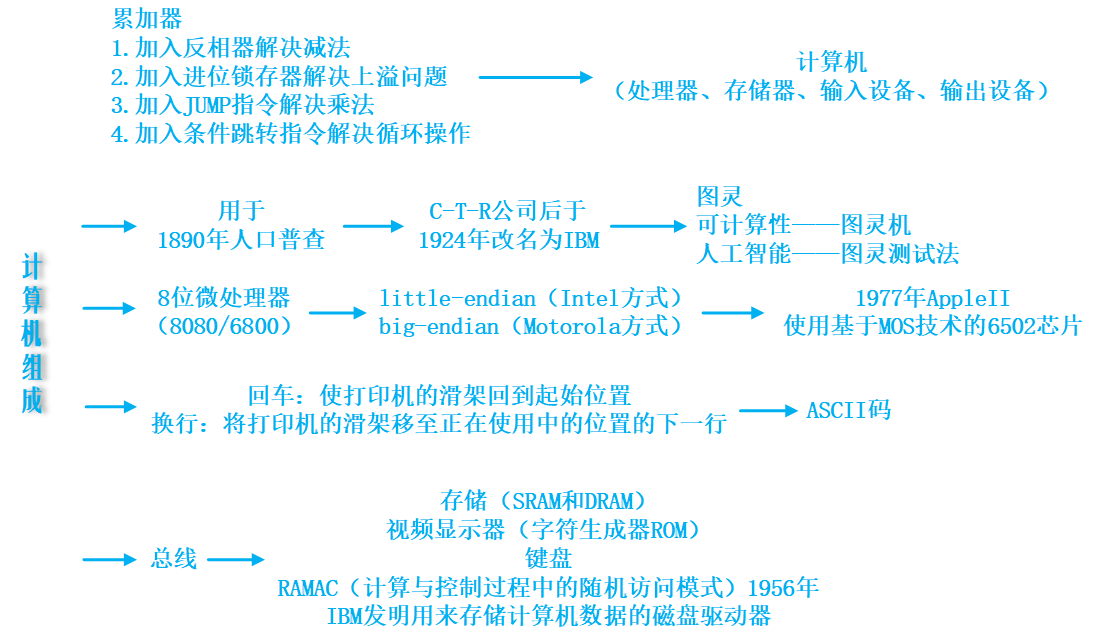 累加器
1.加入反相器解决减法
2.加入进位锁存器解决上溢问题
3.加入JUMP指令解决乘法
4.加入条件跳转指令解决循环操作
计算机
（处理器、存储器、输入设备、输出设备）
计算机组成
用于
1890年人口普查
C-T-R公司后于
1924年改名为IBM
图灵
可计算性——图灵机
人工智能——图灵测试法
8位微处理器
（8080/6800）
little-endian（Intel方式）
big-endian（Motorola方式）
1977年AppleII
使用基于MOS技术的6502芯片
回车：使打印机的滑架回到起始位置
换行：将打印机的滑架移至正在使用中的位置的下一行
ASCII码
总线
存储（SRAM和DRAM）
视频显示器（字符生成器ROM）
键盘
RAMAC（计算与控制过程中的随机访问模式）1956年
IBM发明用来存储计算机数据的磁盘驱动器